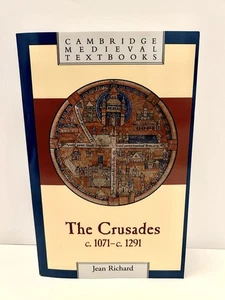 CAMBRIDGE
MEDIEVAL
TEXTBOOKS
The Crusades
c. 1071–c. 1291
Jean Richard